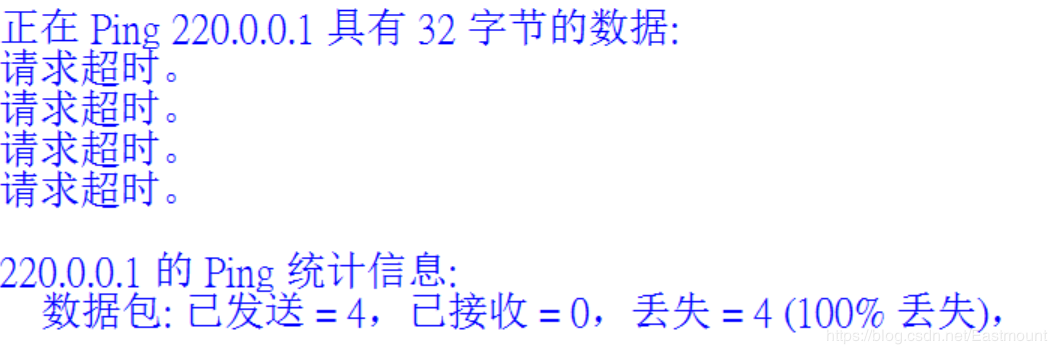 正在 Ping 220.0.0.1 具有 32 字节的数据:
请求超时。
请求超时。
请求超时。
请求超时。
220.0.0.1 的 Ping 统计信息:
数据包: 已发送 = 4，已接收 = 0，丢失 = 4 (100% 丢失)，
https://blog.csdn.net/Eastmount